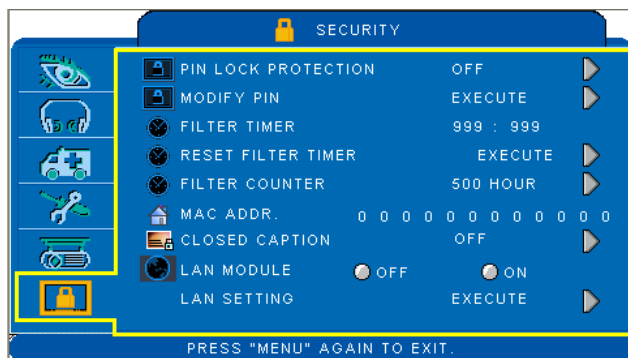 SECURITY
PIN LOCK PROTECTION OFF
MODIFY PIN EXECUTE
FILTER TIMER 999 : 999
RESET FILTER TIMER EXECUTE
FILTER COUNTER 500 HOUR
MAC ADDR. 0 0 0 0 0 0 0 0 0 0 0 0
CLOSED CAPTION OFF
LAN MODULE OFF ON
LAN SETTING EXECUTE
PRESS "MENU" AGAIN TO EXIT.